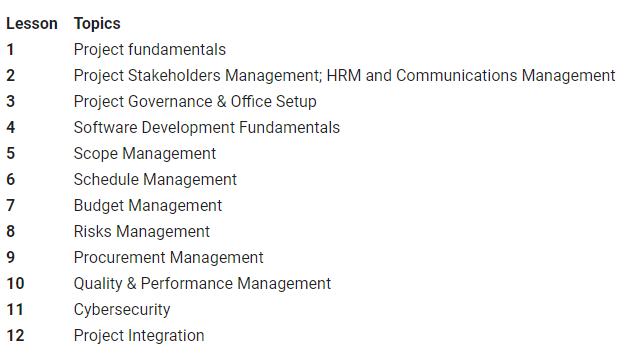 Lesson Topics
1 Project fundamentals
2 Project Stakeholders Management; HRM and Communications Management
3 Project Governance & Office Setup
4 Software Development Fundamentals
5 Scope Management
6 Schedule Management
7 Budget Management
8 Risks Management
9 Procurement Management
10 Quality & Performance Management
11 Cybersecurity
12 Project Integration